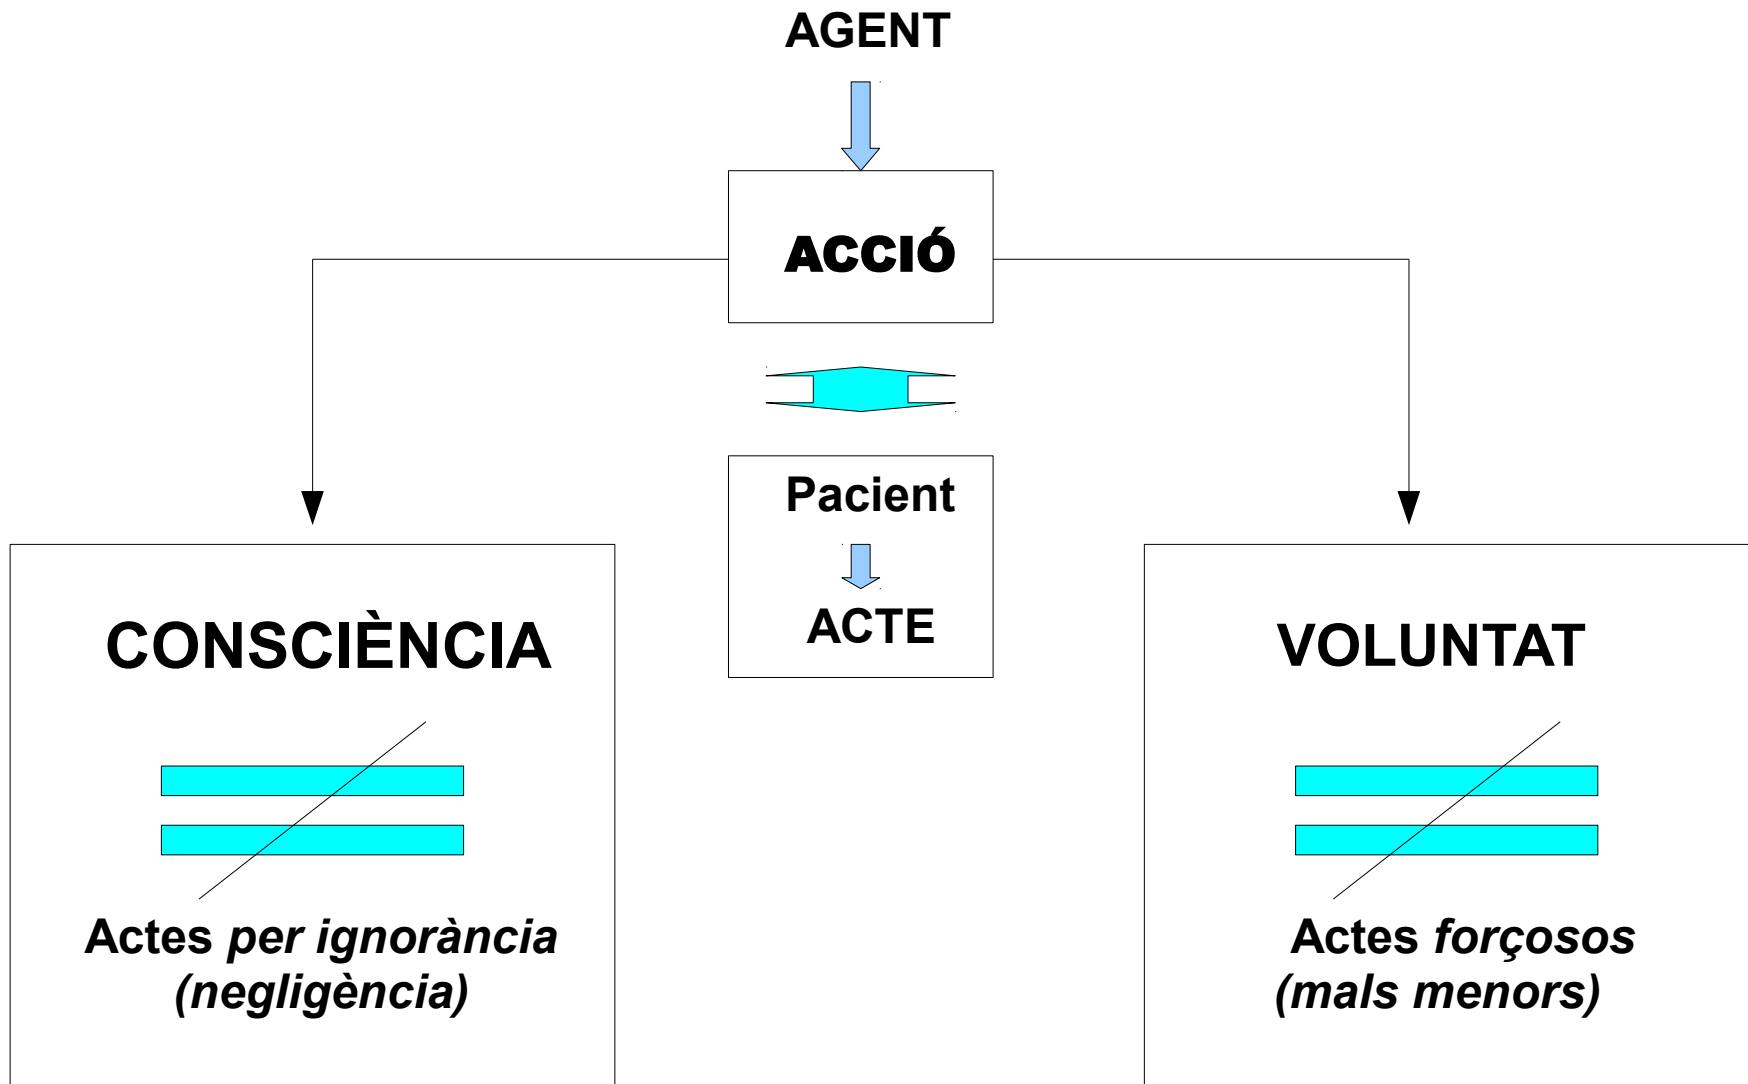 AGENT
ACCIÓ
Pacient
ACTE
CONSCIÈNCIA
Actes per ignorància
(negligència)
VOLUNTAT
Actes forçosos
(mals menors)